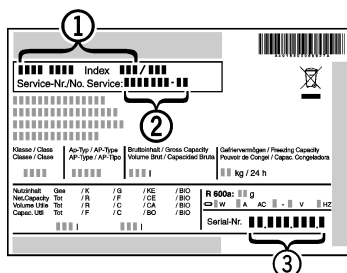 1
Index /
Service-Nr./No. Service: -
2
Klasse / Class
Classe / Clase
Ap-Typ / AP-Type
AP-Type / AP-Tipo
Bruttoinhalt / Gross Capacity
Volume Brut / Capacidad Bruta
Gefriervermögen / Freezing Capacity
Pouvoir de Congel / Capac. Congeladora
l
kg / 24 h
Nutzinhalt Gee / K / G / KE / BIO
Net.Capacity Tot / R / F / CE / BIO
Volume Utile Tot / R / C / CA / BIO
Capac. Util Tot / F / C / BO / BIO
l l
R 600a: g
W A AC - V HZ
Serial-Nr. . . .
3